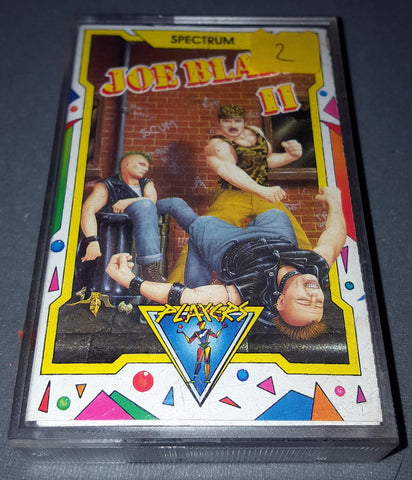 SPECTRUM
2
JOE BLA
II
SCUM
PLAYERS